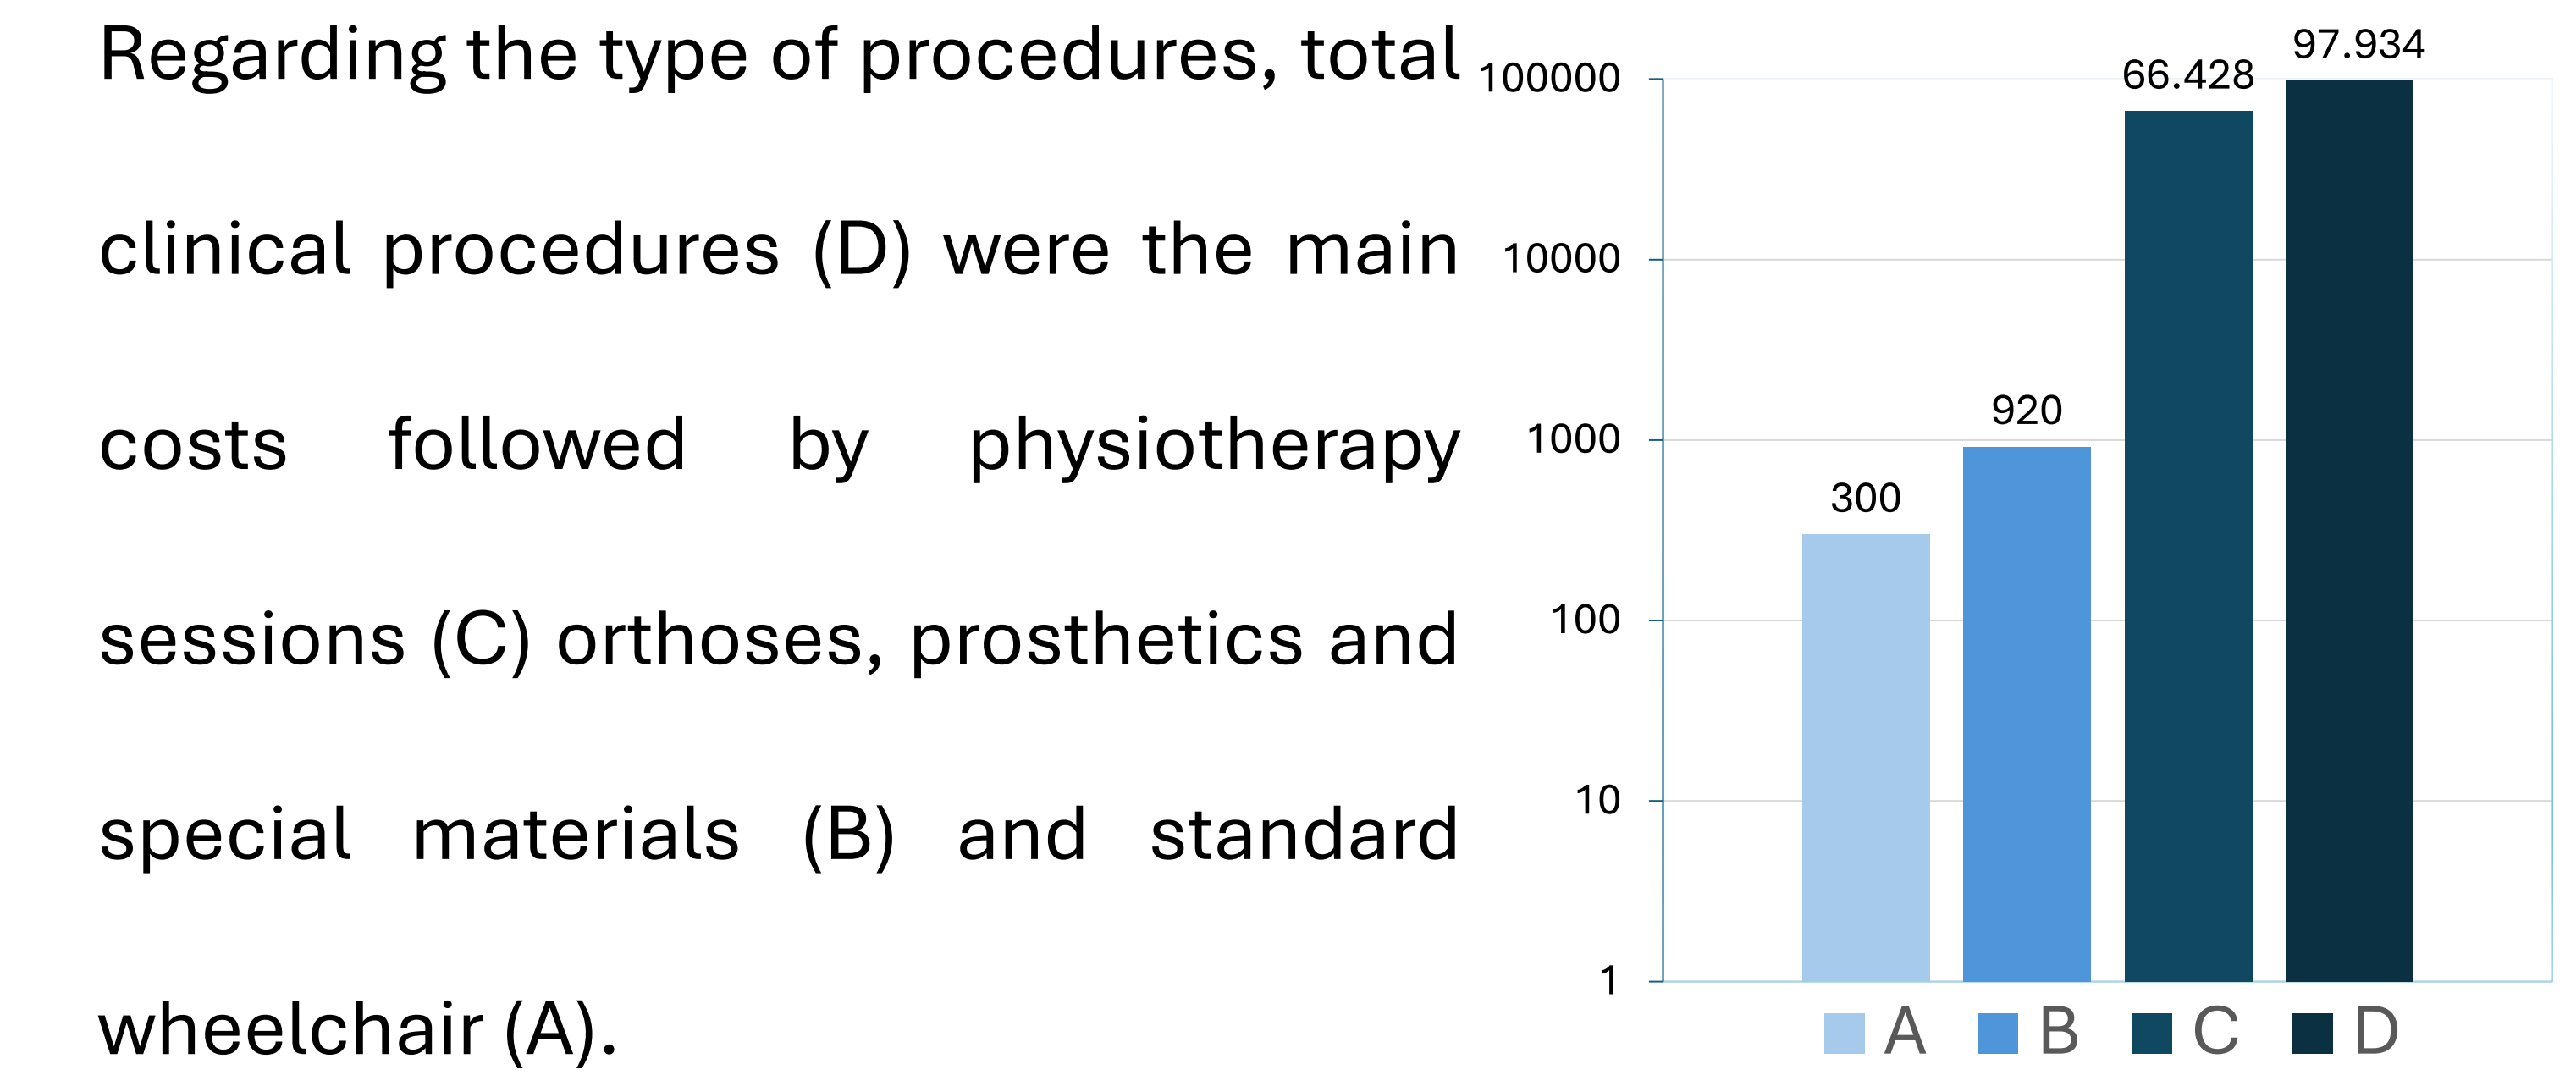 Regarding the type of procedures, total
clinical procedures (D) were the main
costs followed by physiotherapy
sessions (C) orthoses, prosthetics and
special materials (B) and standard
wheelchair (A).
97.934
66.428
100000
10000
920
1000
300
100
10
1
A B C D